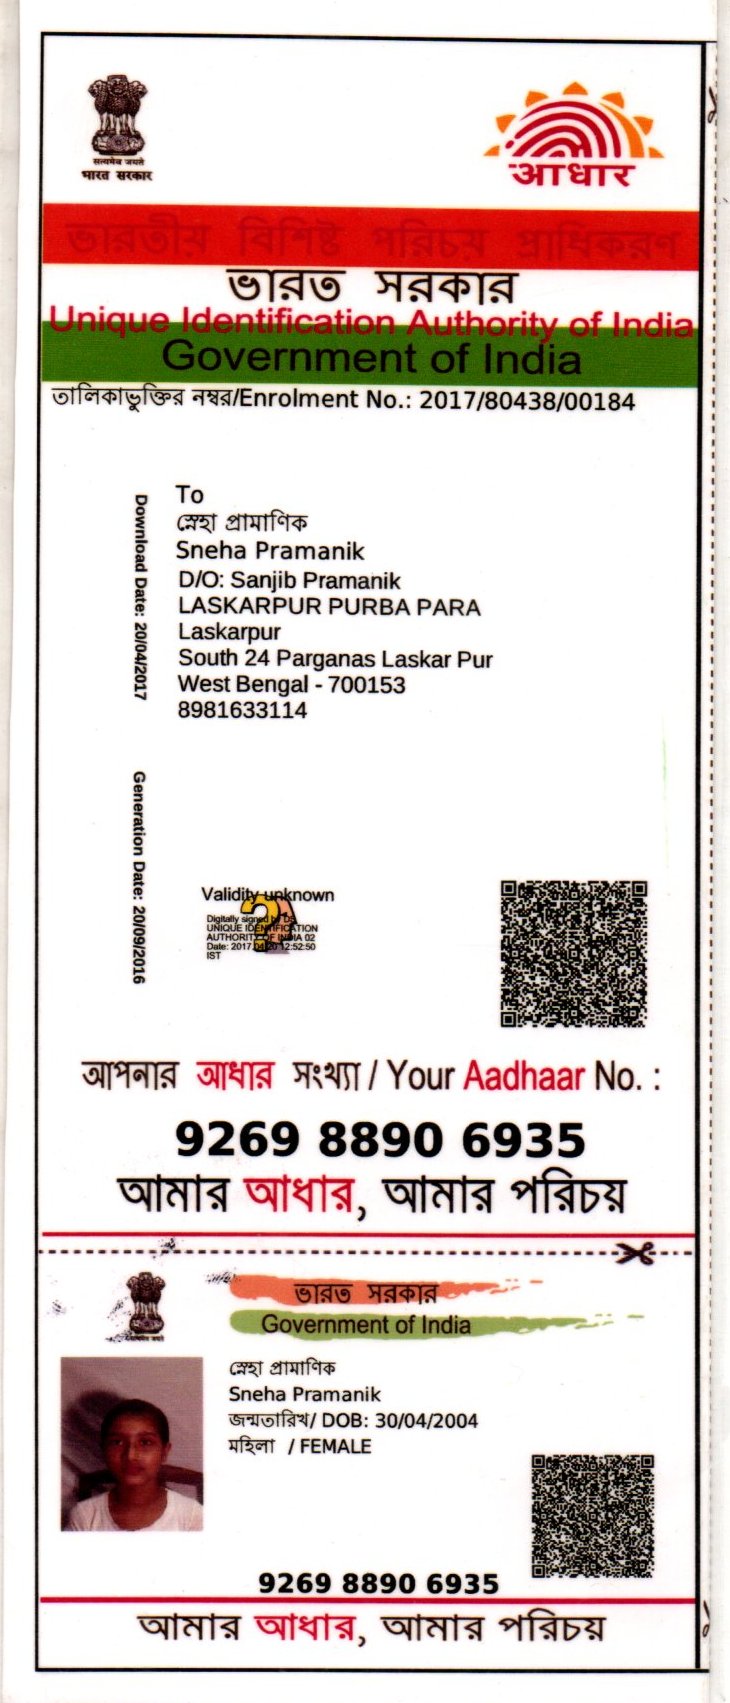 सत्यमेव जयते
भारत सरकार
आधार
ভারতীয় বিশিষ্ট পরিচয় প্রাধিকরণ
ভারত সরকার
Unique Identification Authority of India
Government of India
তালিকাভুক্তির নম্বর/Enrolment No.: 2017/80438/00184
Download Date: 20/04/2017
Generation Date: 20/09/2016
To
স্নেহা প্রামাণিক
Sneha Pramanik
D/O: Sanjib Pramanik
LASKARPUR PURBA PARA
Laskarpur
South 24 Parganas Laskar Pur
West Bengal - 700153
8981633114
Validity unknown
Digitally signed by DS
UNIQUE IDENTIFICATION
AUTHORITY OF INDIA 02
Date: 2017.04.20 12:52:50
IST
আপনার আধার সংখ্যা / Your Aadhaar No. :
9269 8890 6935
আমার আধার, আমার পরিচয়
ভারত সরকার
Government of India
স্নেহা প্রামাণিক
Sneha Pramanik
জন্মতারিখ/ DOB: 30/04/2004
মহিলা / FEMALE
9269 8890 6935
আমার আধার, আমার পরিচয়